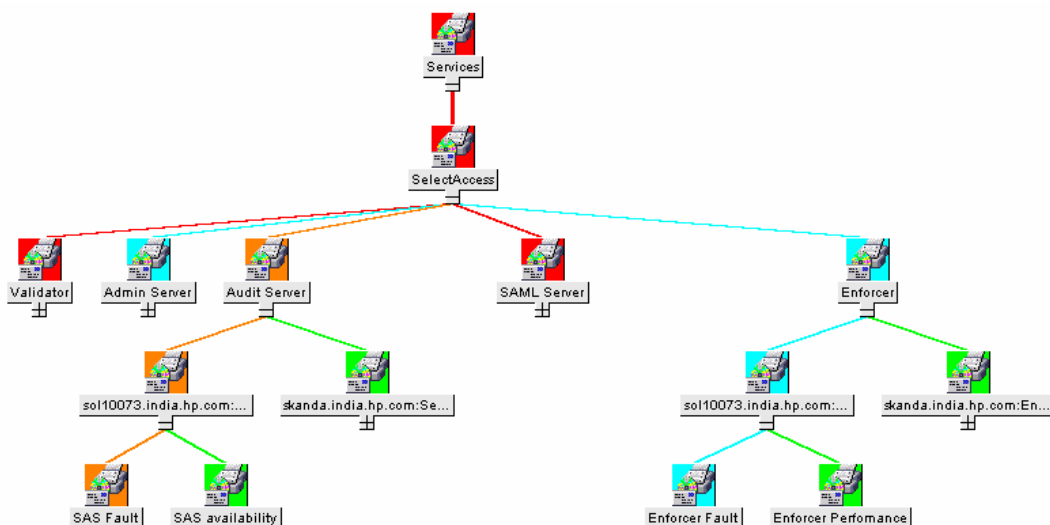 Services
SelectAccess
Validator
Admin Server
Audit Server
SAML Server
Enforcer
sol10073.india.hp.com:...
skanda.india.hp.com:Se...
sol10073.india.hp.com:...
skanda.india.hp.com:En...
SAS Fault
SAS availability
Enforcer Fault
Enforcer Perfomance